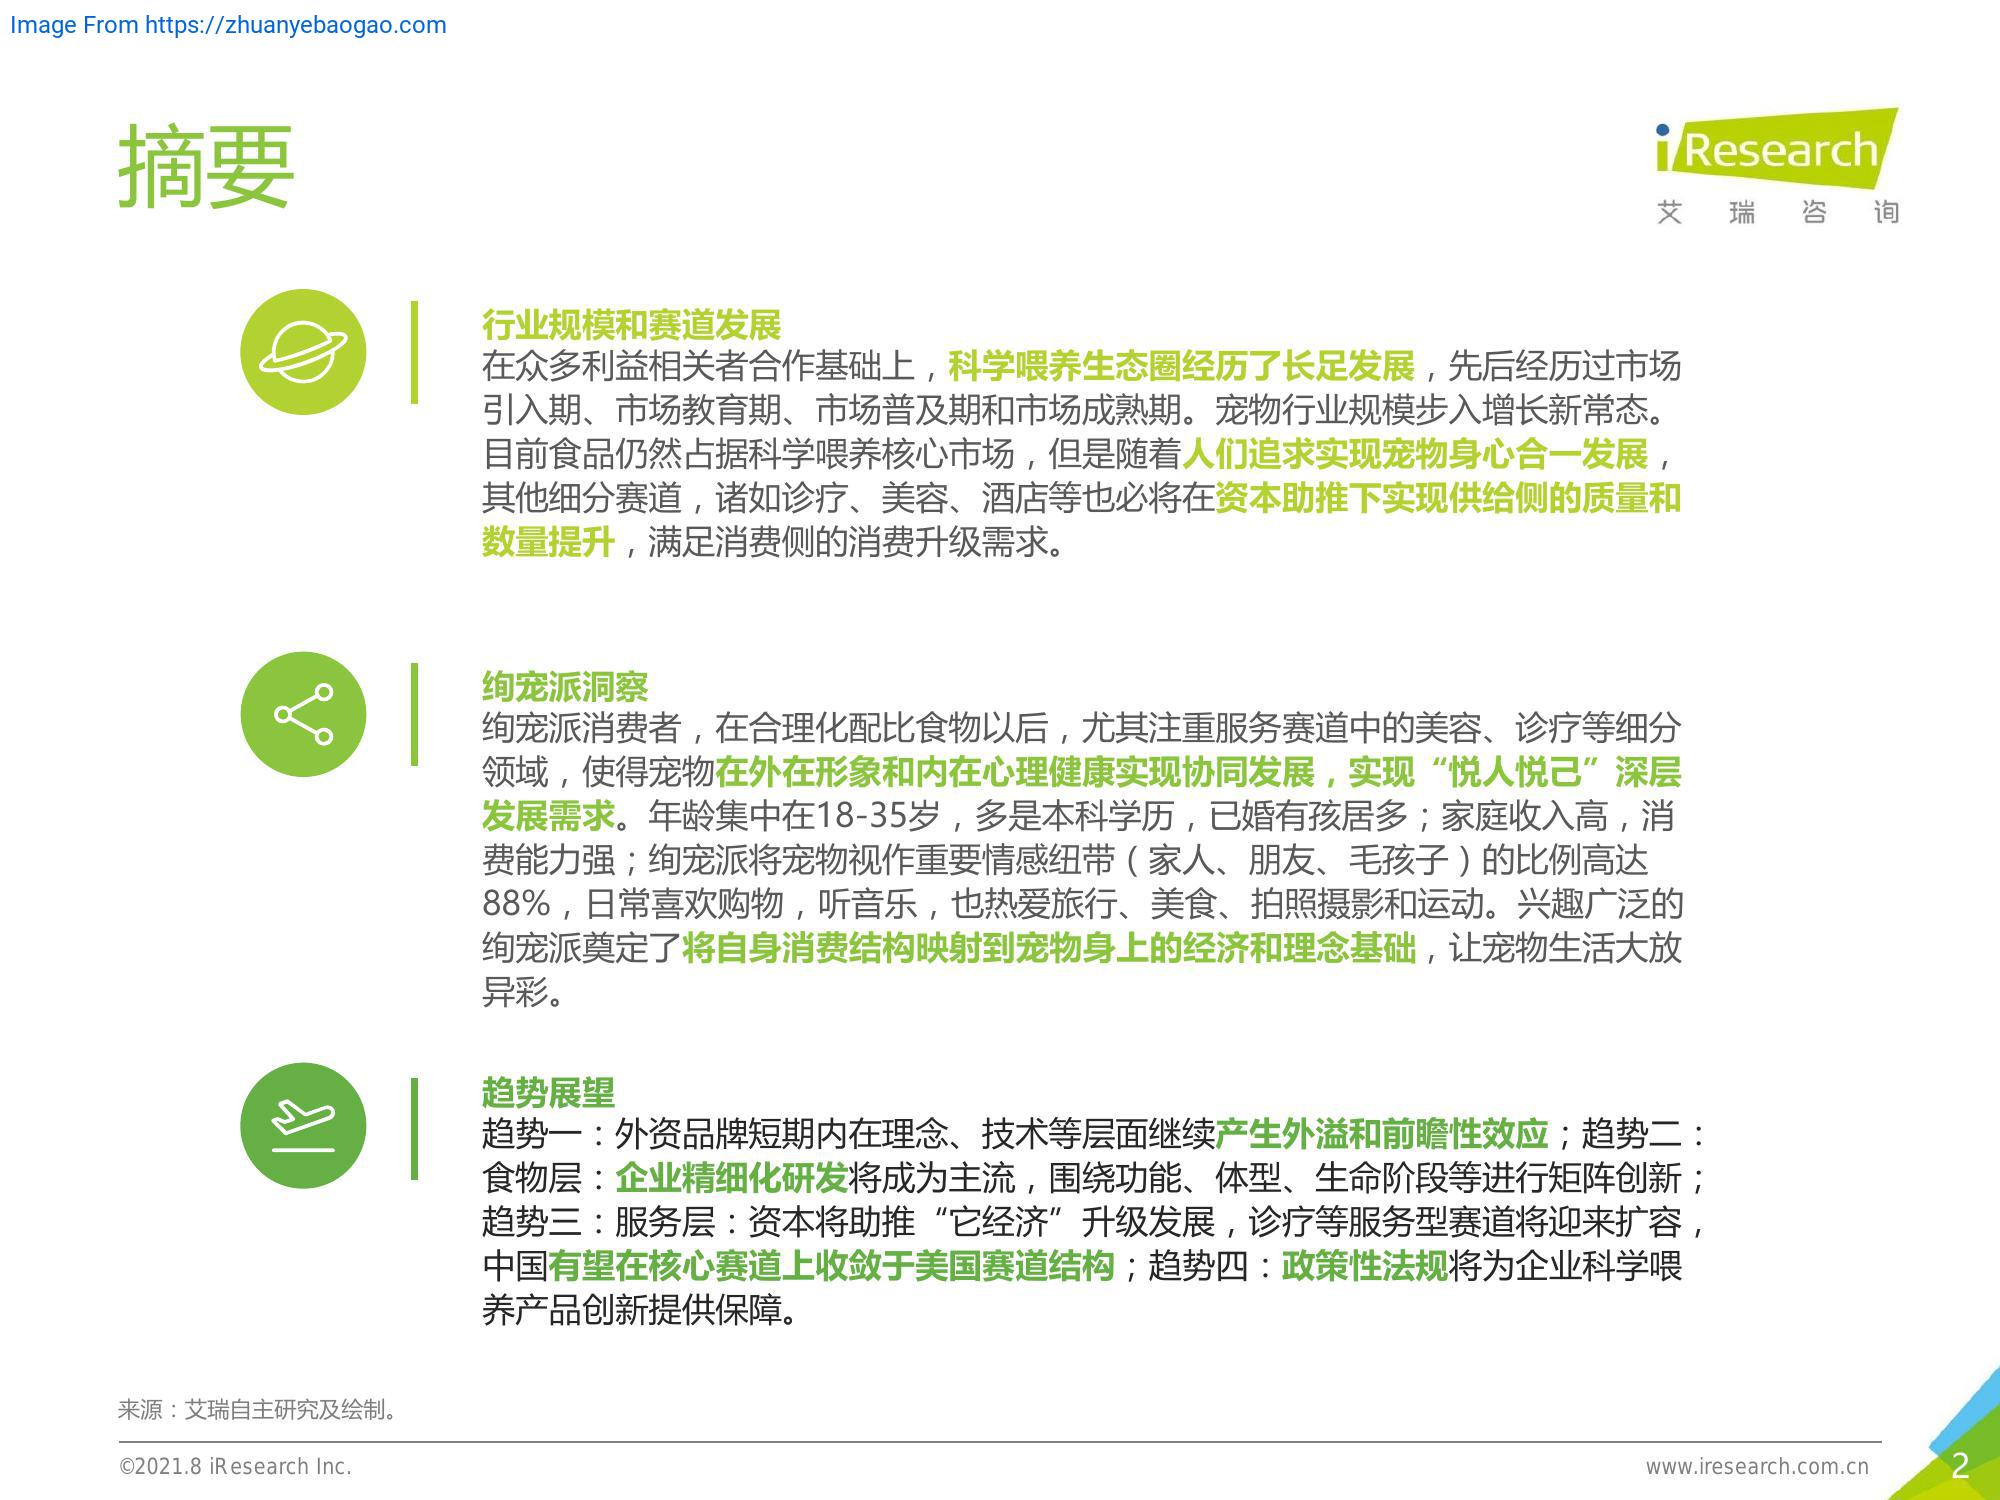 Image From https://zhuanyebaogao.com
摘要
iResearch
艾瑞咨询
行业规模和赛道发展
在众多利益相关者合作基础上，科学喂养生态圈经历了长足发展，先后经历过市场
引入期、市场教育期、市场普及期和市场成熟期。宠物行业规模步入增长新常态。
目前食品仍然占据科学喂养核心市场，但是随着人们追求实现宠物身心合一发展，
其他细分赛道，诸如诊疗、美容、酒店等也必将在资本助推下实现供给侧的质量和
数量提升，满足消费侧的消费升级需求。
绚宠派洞察
绚宠派消费者，在合理化配比食物以后，尤其注重服务赛道中的美容、诊疗等细分
领域，使得宠物在外在形象和内在心理健康实现协同发展，实现“悦人悦己”深层
发展需求。年龄集中在18-35岁，多是本科学历，已婚有孩居多；家庭收入高，消
费能力强；绚宠派将宠物视作重要情感纽带（家人、朋友、毛孩子）的比例高达
88%，日常喜欢购物，听音乐，也热爱旅行、美食、拍照摄影和运动。兴趣广泛的
绚宠派奠定了将自身消费结构映射到宠物身上的经济和理念基础，让宠物生活大放
异彩。
趋势展望
趋势一：外资品牌短期内在理念、技术等层面继续产生外溢和前瞻性效应；趋势二：
食物层：企业精细化研发将成为主流，围绕功能、体型、生命阶段等进行矩阵创新；
趋势三：服务层：资本将助推“它经济”升级发展，诊疗等服务型赛道将迎来扩容，
中国有望在核心赛道上收敛于美国赛道结构；趋势四：政策性法规将为企业科学喂
养产品创新提供保障。
来源：艾瑞自主研究及绘制。
©2021.8 iResearch Inc.
www.iresearch.com.cn
2